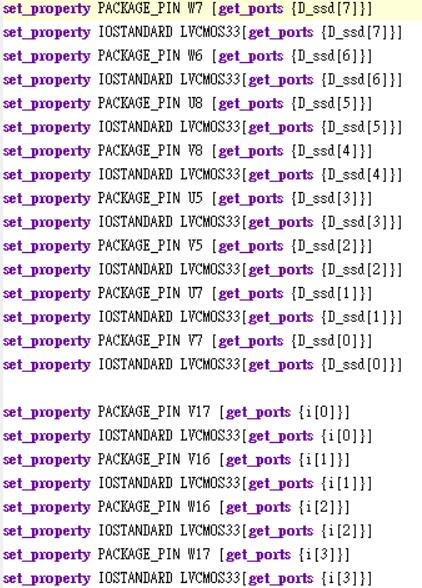 set_property PACKAGE_PIN W7 [get_ports {D_ssd[7]}]
set_property IOSTANDARD LVCMOS33[get_ports {D_ssd[7]}]
set_property PACKAGE_PIN W6 [get_ports {D_ssd[6]}]
set_property IOSTANDARD LVCMOS33[get_ports {D_ssd[6]}]
set_property PACKAGE_PIN U8 [get_ports {D_ssd[5]}]
set_property IOSTANDARD LVCMOS33[get_ports {D_ssd[5]}]
set_property PACKAGE_PIN V8 [get_ports {D_ssd[4]}]
set_property IOSTANDARD LVCMOS33[get_ports {D_ssd[4]}]
set_property PACKAGE_PIN U5 [get_ports {D_ssd[3]}]
set_property IOSTANDARD LVCMOS33[get_ports {D_ssd[3]}]
set_property PACKAGE_PIN V5 [get_ports {D_ssd[2]}]
set_property IOSTANDARD LVCMOS33[get_ports {D_ssd[2]}]
set_property PACKAGE_PIN U7 [get_ports {D_ssd[1]}]
set_property IOSTANDARD LVCMOS33[get_ports {D_ssd[1]}]
set_property PACKAGE_PIN V7 [get_ports {D_ssd[0]}]
set_property IOSTANDARD LVCMOS33[get_ports {D_ssd[0]}]

set_property PACKAGE_PIN V17 [get_ports {i[0]}]
set_property IOSTANDARD LVCMOS33[get_ports {i[0]}]
set_property PACKAGE_PIN V16 [get_ports {i[1]}]
set_property IOSTANDARD LVCMOS33[get_ports {i[1]}]
set_property PACKAGE_PIN W16 [get_ports {i[2]}]
set_property IOSTANDARD LVCMOS33[get_ports {i[2]}]
set_property PACKAGE_PIN W17 [get_ports {i[3]}]
set_property IOSTANDARD LVCMOS33[get_ports {i[3]}]